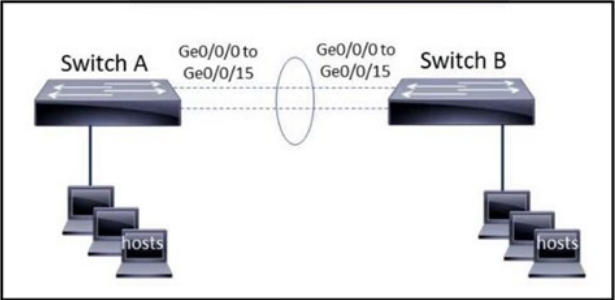 Switch A
Ge0/0/0 to
Ge0/0/15
Ge0/0/0 to
Ge0/0/15
Switch B
hosts
hosts